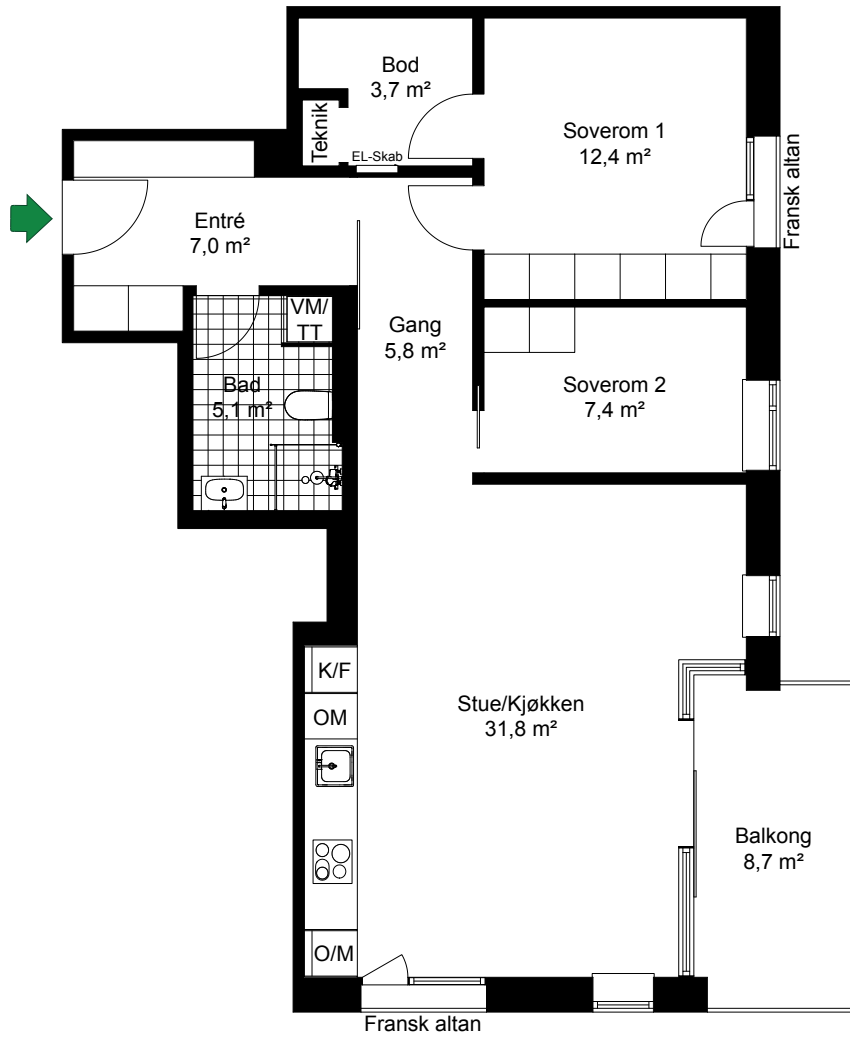 Bod
3,7 m²
Teknik
EL-Skab
Soverom 1
12,4 m²
Fransk altan
Entré
7,0 m²
VM/
TT
Gang
5,8 m²
Bad
5,1 m²
Soverom 2
7,4 m²
K/F
OM
Stue/Kjøkken
31,8 m²
Balkong
8,7 m²
O/M
Fransk altan